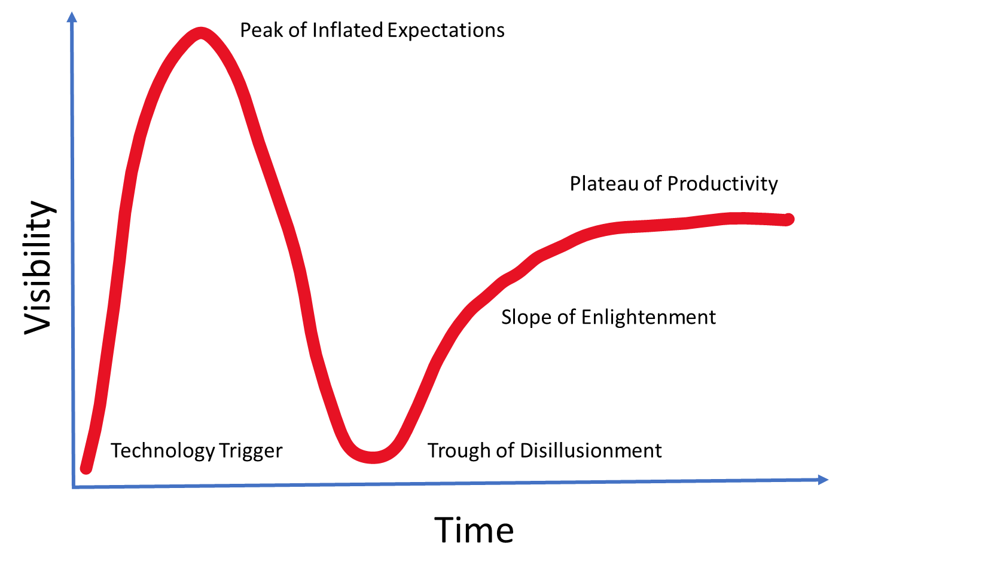 Peak of Inflated Expectations
Plateau of Productivity
Visibility
Slope of Enlightenment
Technology Trigger
Trough of Disillusionment
Time